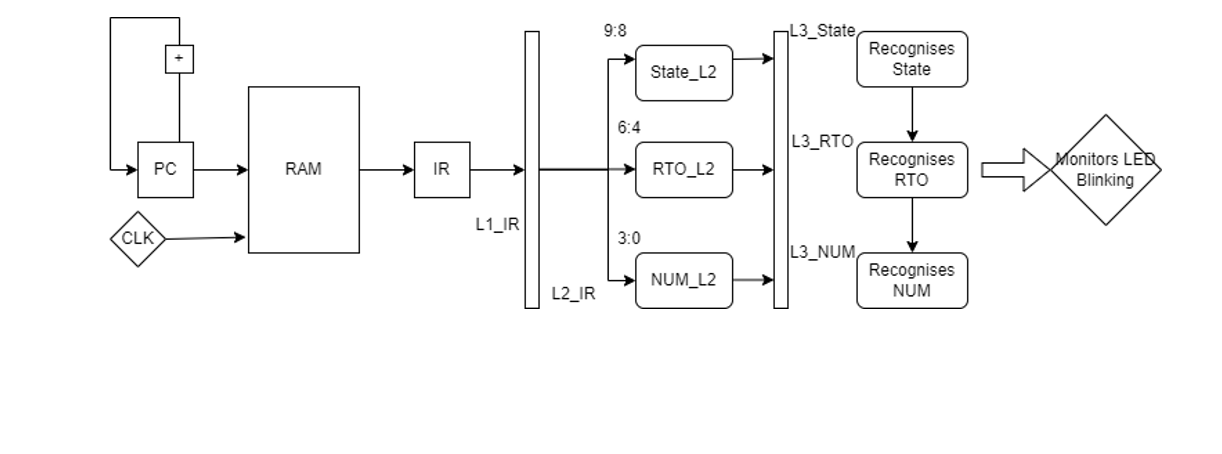 +
PC
CLK
RAM
IR
L1_IR
L2_IR
9:8
State_L2
6:4
RTO_L2
3:0
NUM_L2
L3_State
L3_RTO
L3_NUM
Recognises
State
Recognises
RTO
Recognises
NUM
Monitors LED
Blinking